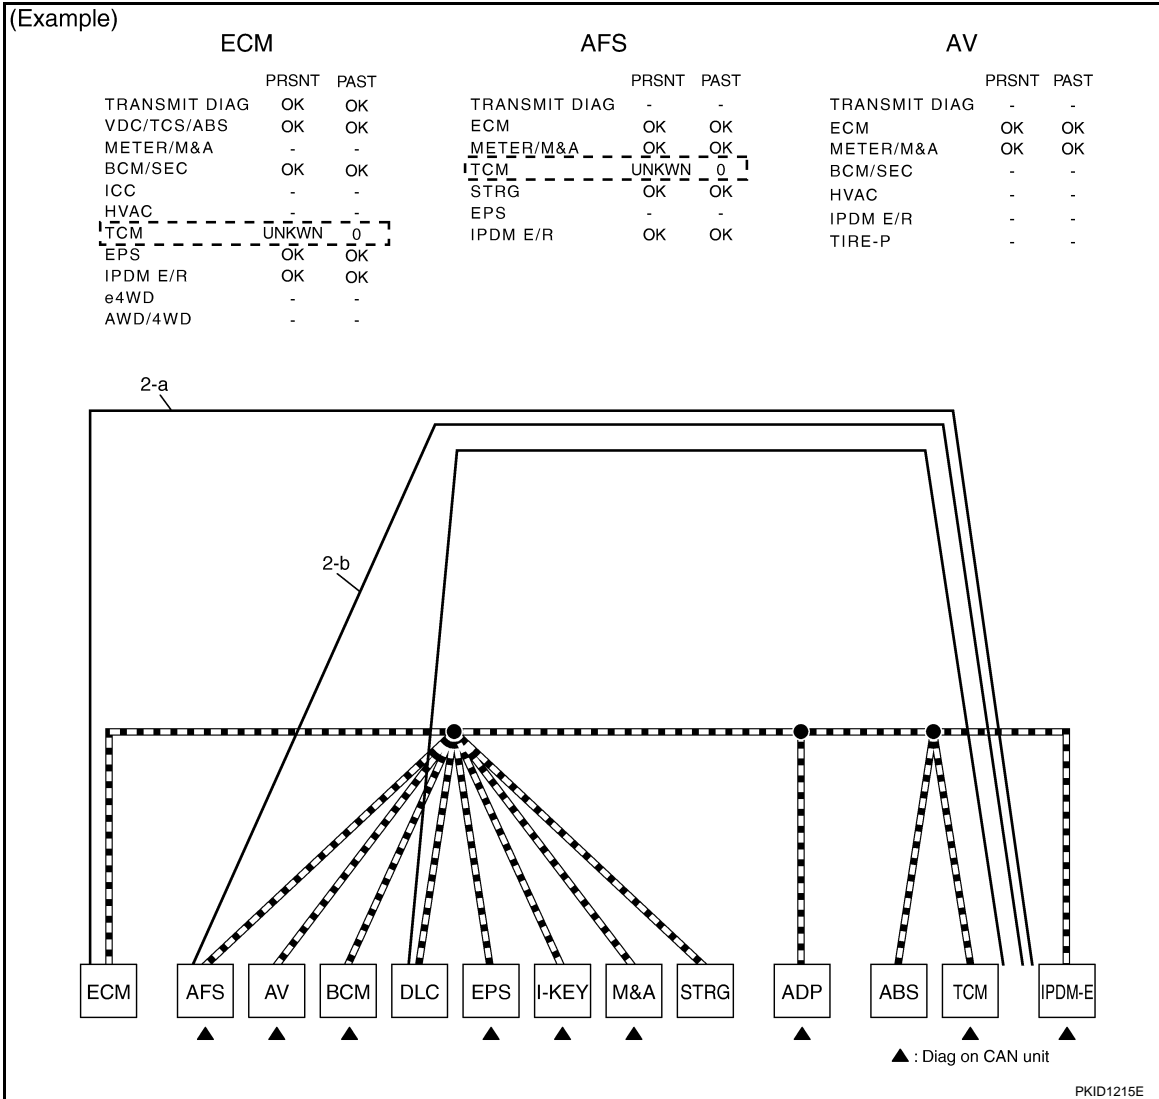 (Example)
ECM
PRSNT PAST
TRANSMIT DIAG OK OK
VDC/TCS/ABS OK OK
METER/M&A - -
BCM/SEC OK OK
ICC - -
HVAC - -
TCM UNKWN 0
EPS OK OK
IPDM E/R OK OK
e4WD - -
AWD/4WD - -
AFS
PRSNT PAST
TRANSMIT DIAG - -
ECM OK OK
METER/M&A OK OK
TCM UNKWN 0
STRG OK OK
EPS - -
IPDM E/R OK OK
AV
PRSNT PAST
TRANSMIT DIAG - -
ECM OK OK
METER/M&A OK OK
BCM/SEC - -
HVAC - -
IPDM E/R - -
TIRE-P - -
2-a
2-b
ECM AFS AV BCM DLC EPS I-KEY M&A STRG ADP ABS TCM IPDM-E
▲ : Diag on CAN unit
PKID1215E